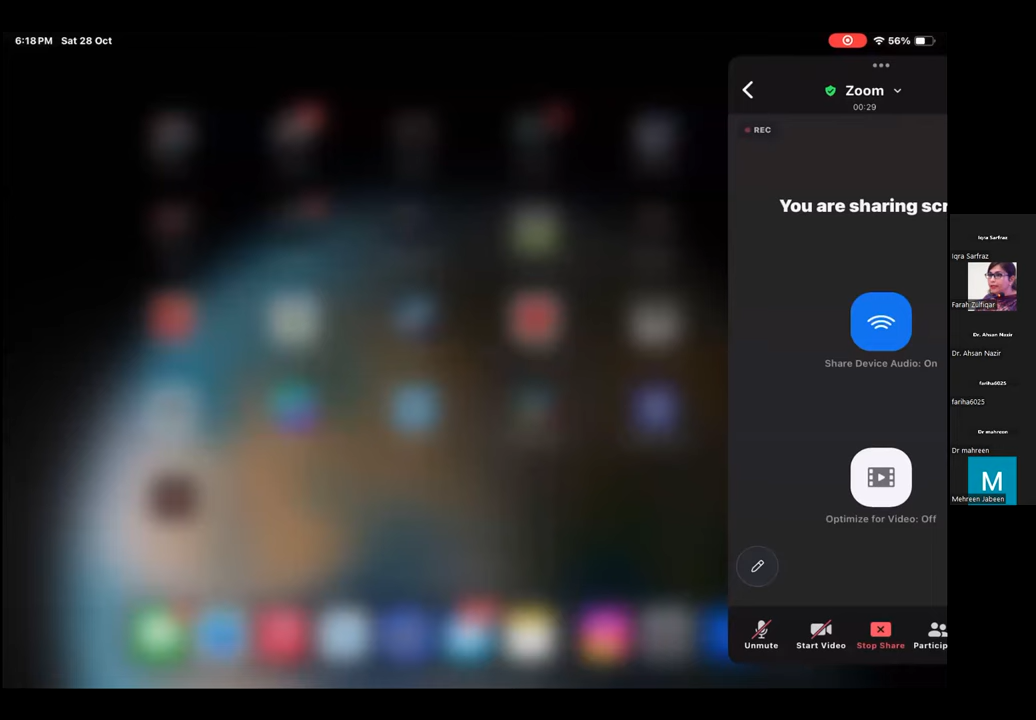 6:18 PM Sat 28 Oct
56%
Zoom
00:29
REC
You are sharing scr
Share Device Audio: On
Optimize for Video: Off
Unmute
Start Video
Stop Share
Particip
Iqra Sarfraz
Iqra Sarfraz
Farah Zulfiqar
Dr. Ahsan Nazir
Dr. Ahsan Nazir
fariha6025
fariha6025
Dr mahreen
Dr mahreen
M
Mehreen Jabeen